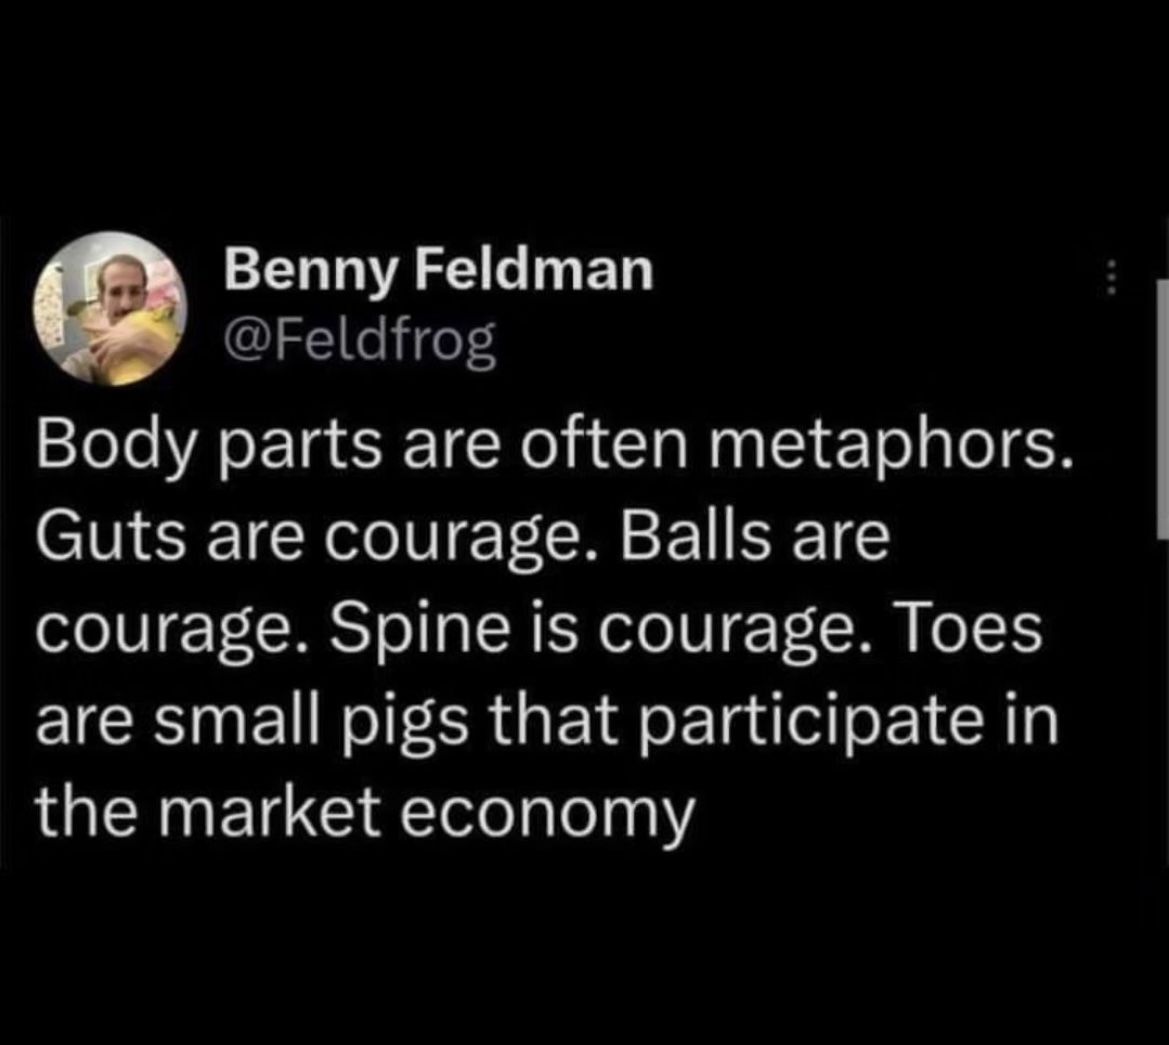 Benny Feldman
@Feldfrog
Body parts are often metaphors.
Guts are courage. Balls are
courage. Spine is courage. Toes
are small pigs that participate in
the market economy